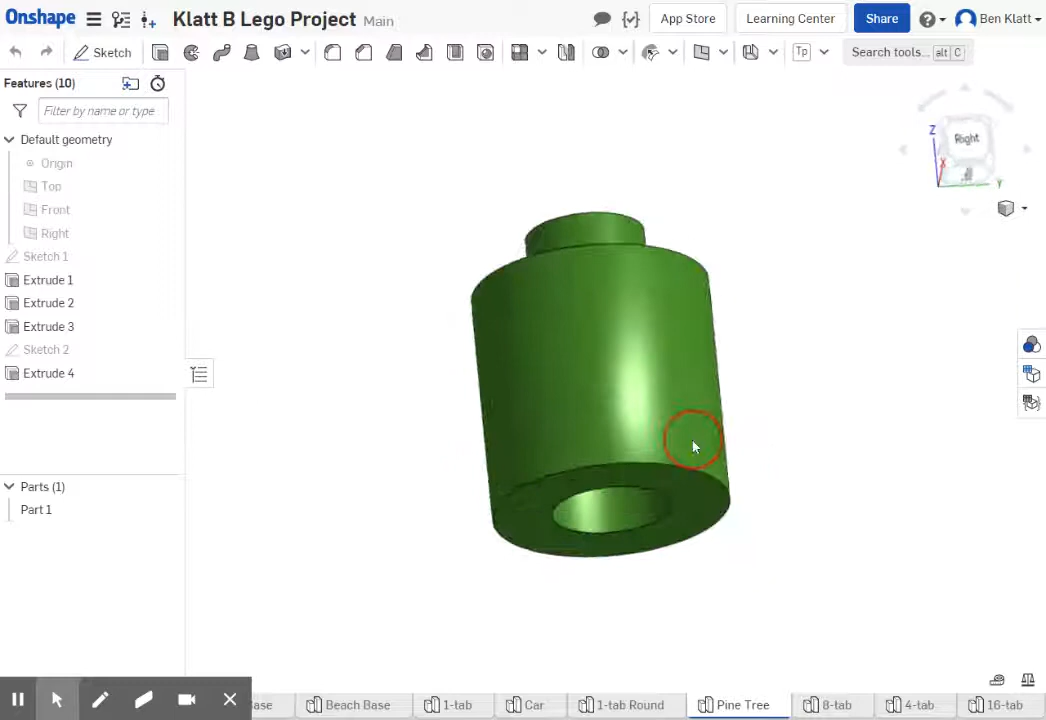 Onshape
Klatt B Lego Project Main
App Store
Learning Center
Share
Ben Klatt
Sketch
Tp
Search tools... alt C
Features (10)
Filter by name or type
Default geometry
Origin
Top
Front
Right
Sketch 1
Extrude 1
Extrude 2
Extrude 3
Sketch 2
Extrude 4
Parts (1)
Part 1
Z
Right
X
Y
ase
Beach Base
1-tab
Car
1-tab Round
Pine Tree
8-tab
4-tab
16-tab